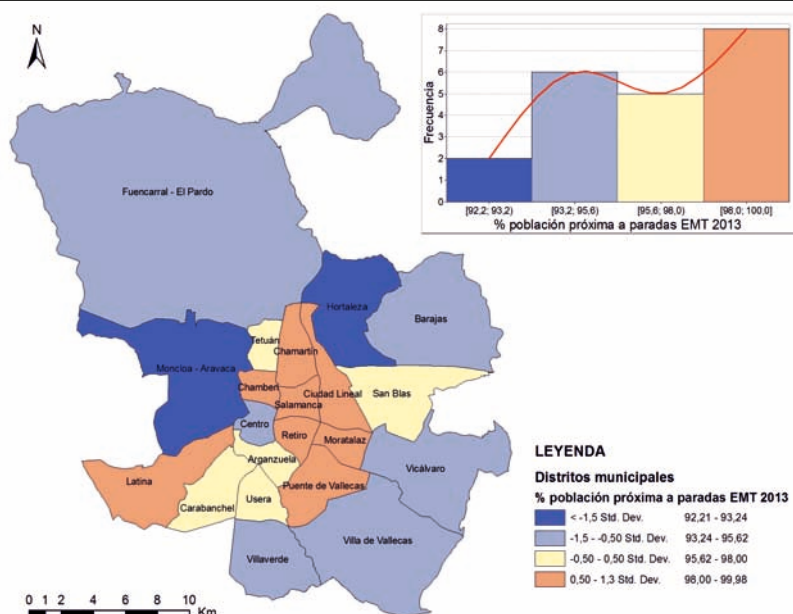 N
Frecuencia
8
7
6
5
4
3
2
1
0
[92,2; 93,2)
[93,2; 95,6)
[95,6; 98,0)
[98,0; 100,0]
% población próxima a paradas EMT 2013
Fuencarral - El Pardo
Hortaleza
Barajas
Tetuán
Chamartín
Moncloa - Aravaca
Chamberí
Ciudad Lineal
San Blas
Salamanca
Centro
Retiro
Moratalaz
Arganzuela
Vicálvaro
Latina
Puente de Vallecas
Carabanchel
Usera
Villa de Vallecas
Villaverde
LEYENDA
Distritos municipales
% población próxima a paradas EMT 2013
< -1,5 Std. Dev. 92,21 - 93,24
-1,5 - -0,50 Std. Dev. 93,24 - 95,62
-0,50 - 0,50 Std. Dev. 95,62 - 98,00
0,50 - 1,3 Std. Dev. 98,00 - 99,98
0 1 2 4 6 8 10
Km